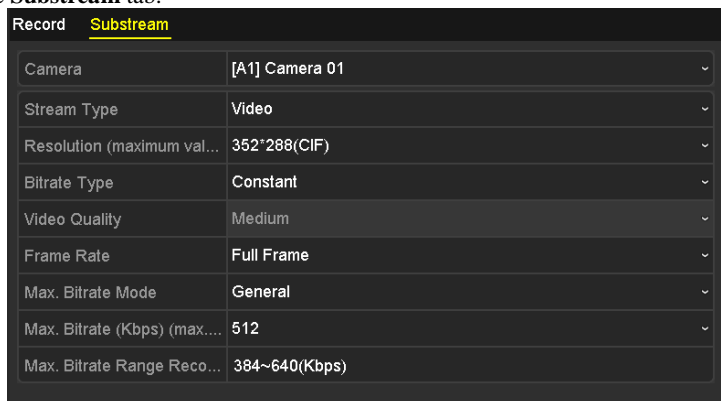 Substream tab.
Record Substream
Camera [A1] Camera 01
Stream Type Video
Resolution (maximum val... 352*288(CIF)
Bitrate Type Constant
Video Quality Medium
Frame Rate Full Frame
Max. Bitrate Mode General
Max. Bitrate (Kbps) (max.... 512
Max. Bitrate Range Reco... 384~640(Kbps)